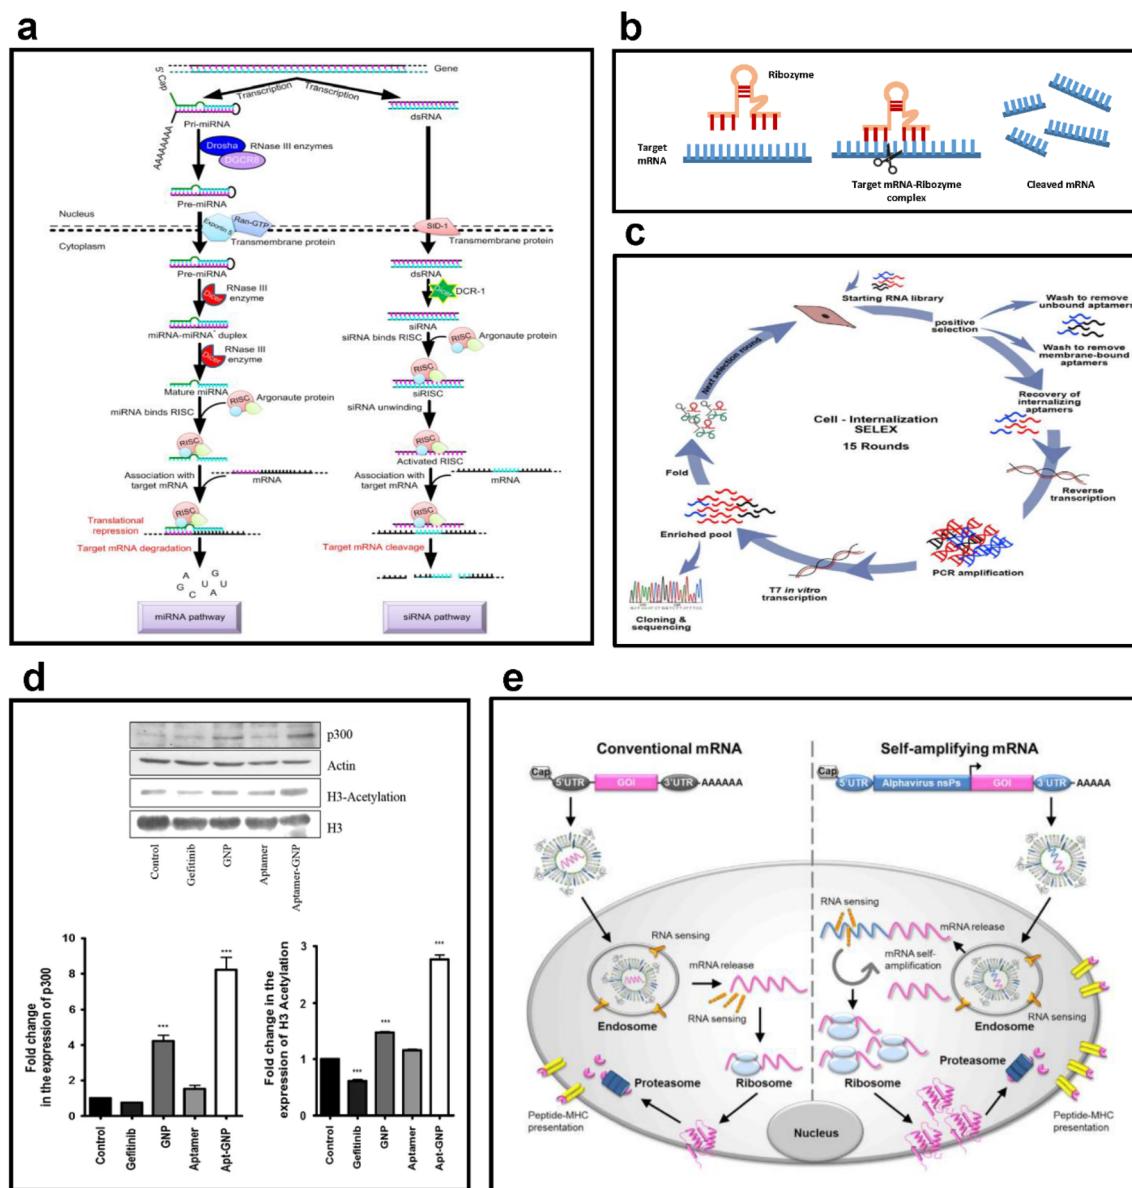 a
Gene
5' Cap
Transcription
Transcription
Pri-miRNA
dsRNA
AAAAAAAA
Drosha
DGCR8
RNase III enzymes
Pre-miRNA
Nucleus
Cytoplasm
Exportin 5
Ran-GTP
Transmembrane protein
SID-1
Transmembrane protein
Pre-miRNA
dsRNA
Dicer
RNase III
enzyme
Dicer
DCR-1
miRNA-miRNA* duplex
siRNA
siRNA binds RISC
RISC
Argonaute protein
Dicer
RNase III
enzyme
Mature miRNA
RISC
siRISC
miRNA binds RISC
RISC
Argonaute protein
siRNA unwinding
RISC
RISC
Activated RISC
Association with
target mRNA
mRNA
Association with
target mRNA
mRNA
Translational
repression
RISC
RISC
Target mRNA degradation
Target mRNA cleavage
A
G
C
U
A
G
U
miRNA pathway
siRNA pathway
b
Ribozyme
Target
mRNA
Target mRNA-Ribozyme
complex
Cleaved mRNA
c
Starting RNA library
positive
selection
Wash to remove
unbound aptamers
Wash to remove
membrane-bound
aptamers
Recovery of
internalizing
aptamers
Reverse
transcription
PCR amplification
T7 in vitro
transcription
Enriched pool
Cloning &
sequencing
Fold
Next selection round
Cell - Internalization
SELEX
15 Rounds
d
p300
Actin
H3-Acetylation
H3
Control
Gefitinib
GNP
Aptamer
Aptamer-GNP
Fold change
in the expression of p300
10
8
6
4
2
0
***
***
Control
Gefitinib
GNP
Aptamer
Apt-GNP
Fold change in the
expression of H3 Acetylation
3
2
1
0
***
***
***
Control
Gefitinib
GNP
Aptamer
Apt-GNP
e
Conventional mRNA
Self-amplifying mRNA
Cap
5'UTR
GOI
3'UTR
AAAAAA
Cap
5'UTR
Alphavirus nsPs
GOI
3'UTR
AAAAA
RNA sensing
mRNA release
RNA sensing
Endosome
Ribosome
Proteasome
Peptide-MHC
presentation
RNA sensing
mRNA release
mRNA self-
amplification
RNA sensing
Endosome
Ribosome
Proteasome
Peptide-MHC
presentation
Nucleus